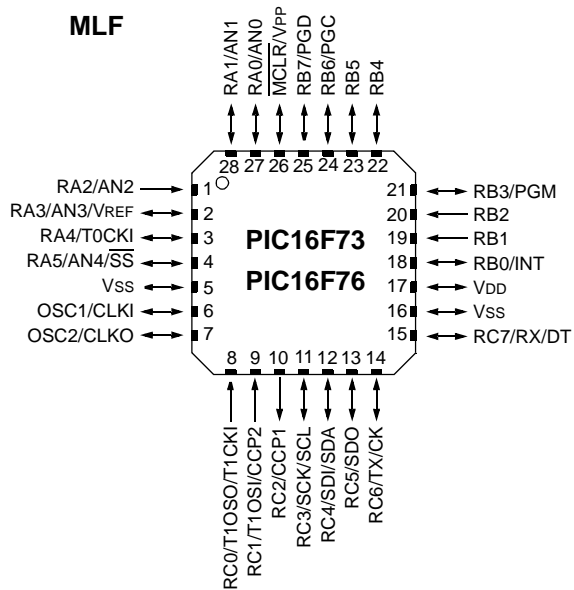 MLF
RA1/AN1
RA0/AN0
MCLR/VPP
RB7/PGD
RB6/PGC
RB5
RB4
28
27
26
25
24
23
22
RA2/AN2
1
RA3/AN3/VREF
2
RA4/T0CKI
3
RA5/AN4/SS
4
VSS
5
OSC1/CLKI
6
OSC2/CLKO
7
PIC16F73
PIC16F76
21
RB3/PGM
20
RB2
19
RB1
18
RB0/INT
17
VDD
16
VSS
15
RC7/RX/DT
8
9
10
11
12
13
14
RC0/T1OSO/T1CKI
RC1/T1OSI/CCP2
RC2/CCP1
RC3/SCK/SCL
RC4/SDI/SDA
RC5/SDO
RC6/TX/CK